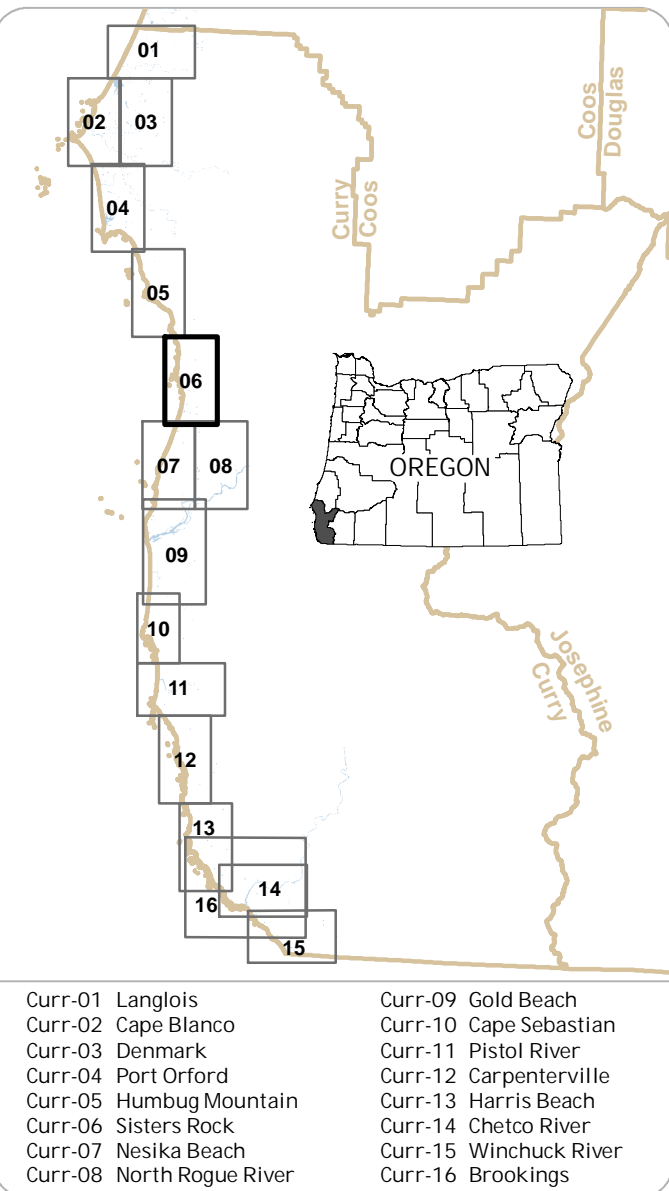 01
02
03
04
05
06
07
08
09
10
11
12
13
14
16
15
Curry
Coos
Coos
Douglas
OREGON
Josephine
Curry
Curr-01 Langlois
Curr-02 Cape Blanco
Curr-03 Denmark
Curr-04 Port Orford
Curr-05 Humbug Mountain
Curr-06 Sisters Rock
Curr-07 Nesika Beach
Curr-08 North Rogue River
Curr-09 Gold Beach
Curr-10 Cape Sebastian
Curr-11 Pistol River
Curr-12 Carpenterville
Curr-13 Harris Beach
Curr-14 Chetco River
Curr-15 Winchuck River
Curr-16 Brookings